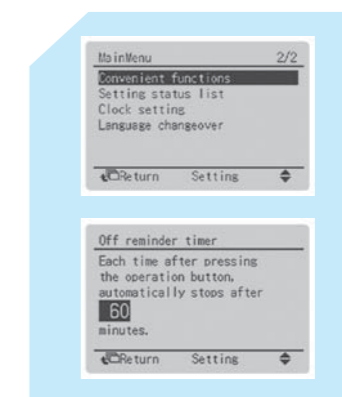 MainMenu 2/2
Convenient functions
Setting status list
Clock setting
Language changeover
Return Setting
Off reminder timer
Each time after pressing
the operation button,
automatically stops after
60
minutes.
Return Setting